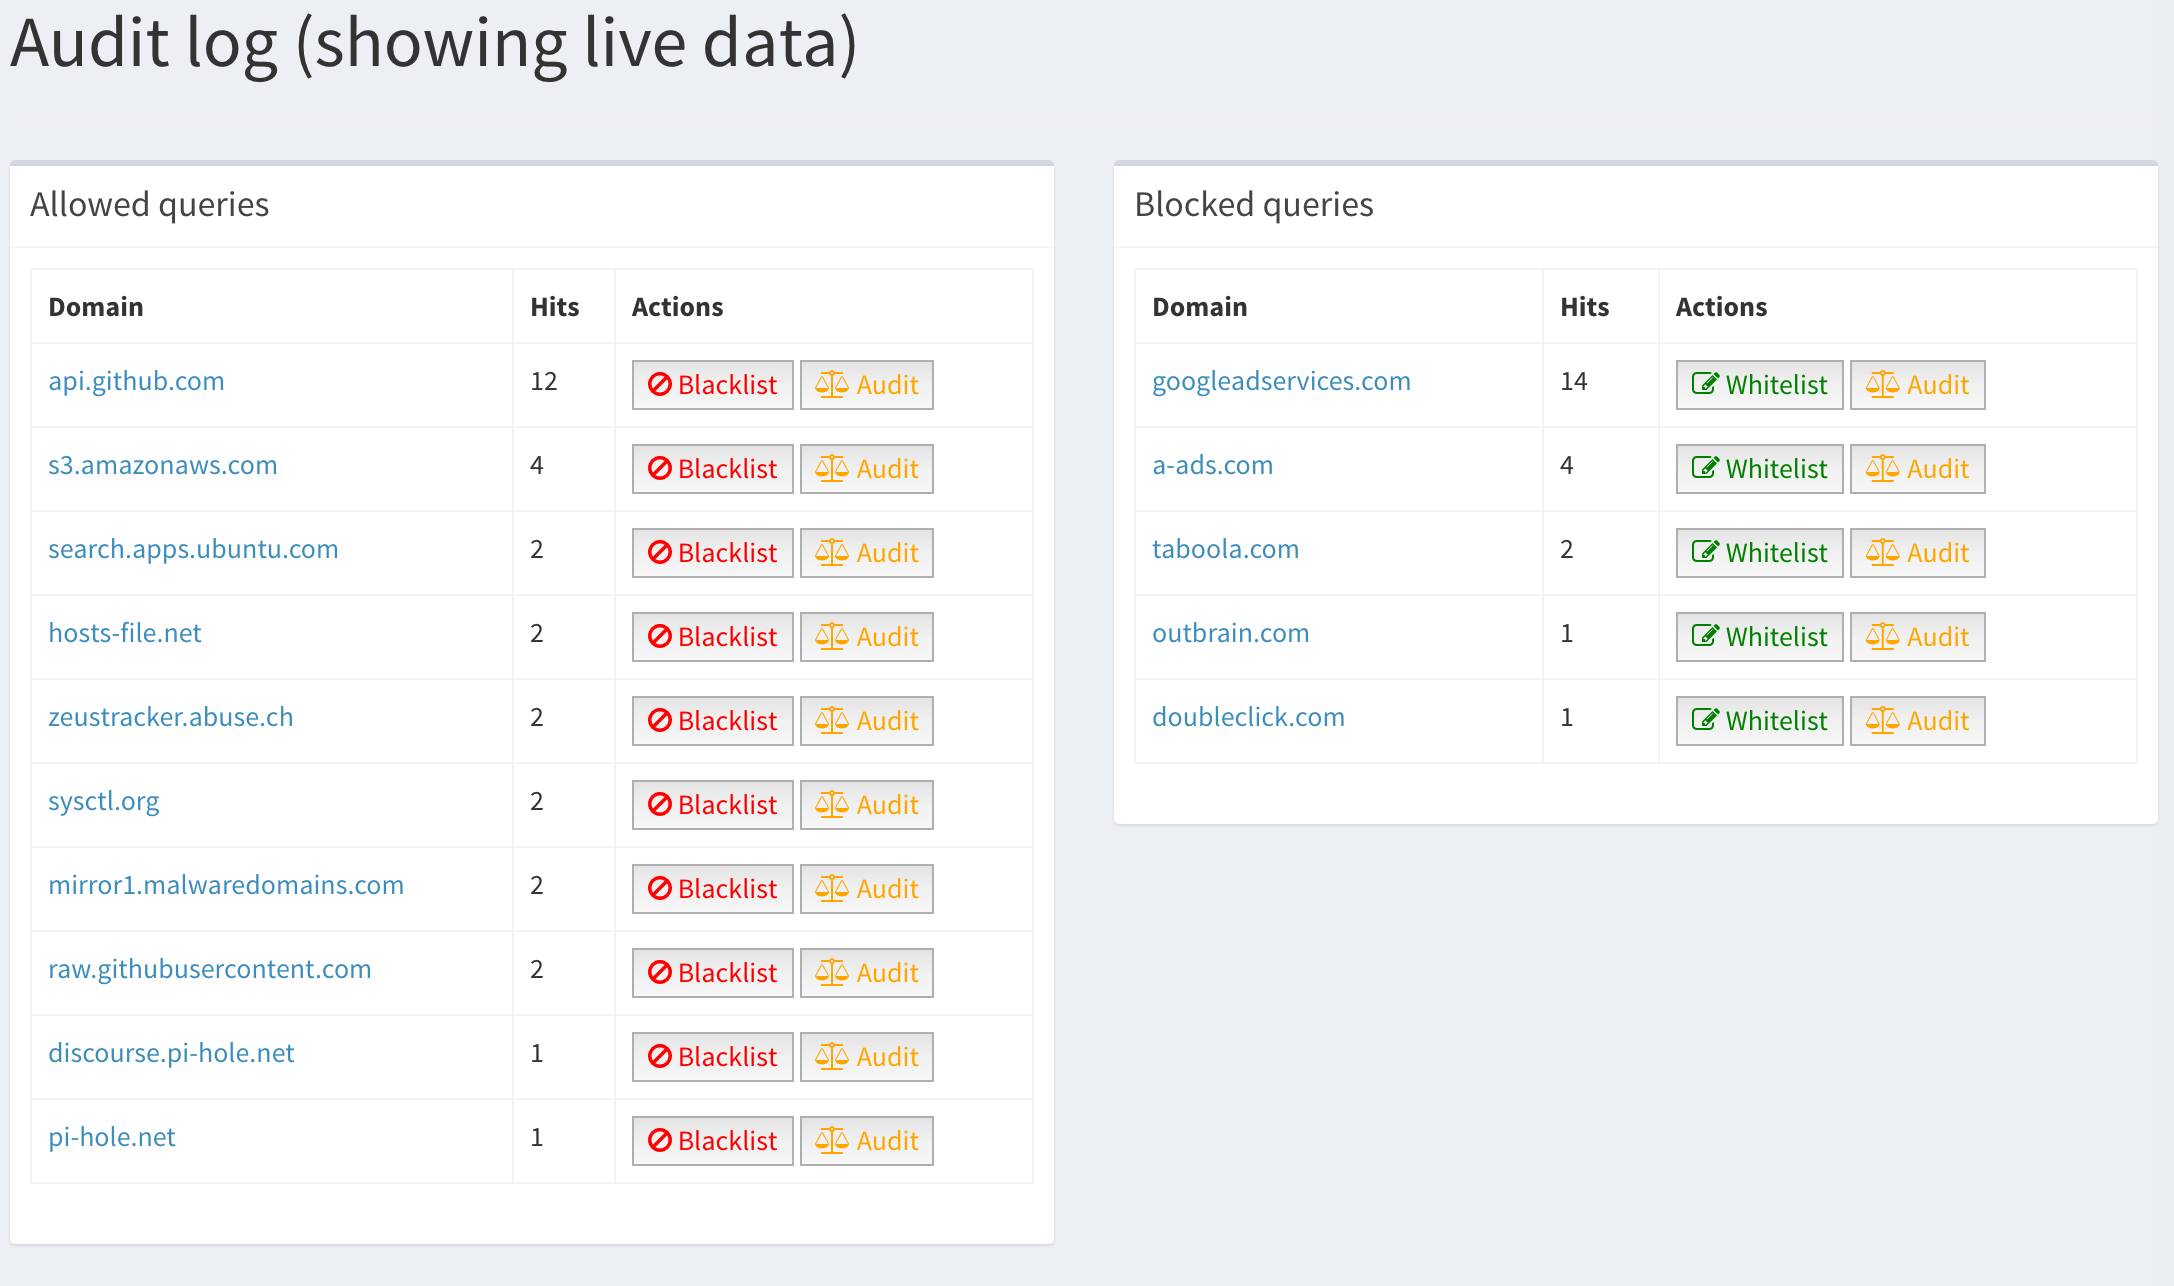 Audit log (showing live data)
Allowed queries
Domain Hits Actions
api.github.com 12 Blacklist Audit
s3.amazonaws.com 4 Blacklist Audit
search.apps.ubuntu.com 2 Blacklist Audit
hosts-file.net 2 Blacklist Audit
zeustracker.abuse.ch 2 Blacklist Audit
sysctl.org 2 Blacklist Audit
mirror1.malwaredomains.com 2 Blacklist Audit
raw.githubusercontent.com 2 Blacklist Audit
discourse.pi-hole.net 1 Blacklist Audit
pi-hole.net 1 Blacklist Audit
Blocked queries
Domain Hits Actions
googleadservices.com 14 Whitelist Audit
a-ads.com 4 Whitelist Audit
taboola.com 2 Whitelist Audit
outbrain.com 1 Whitelist Audit
doubleclick.com 1 Whitelist Audit